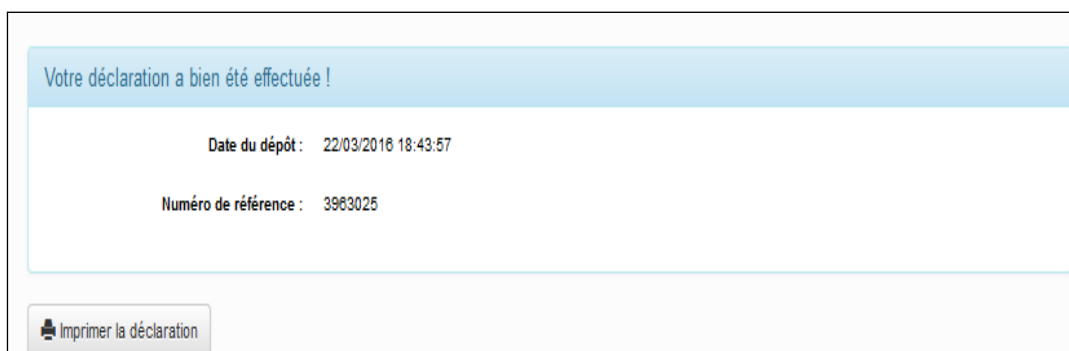 Votre déclaration a bien été effectuée !
Date du dépôt : 22/03/2016 18:43:57
Numéro de référence : 3963025
Imprimer la déclaration